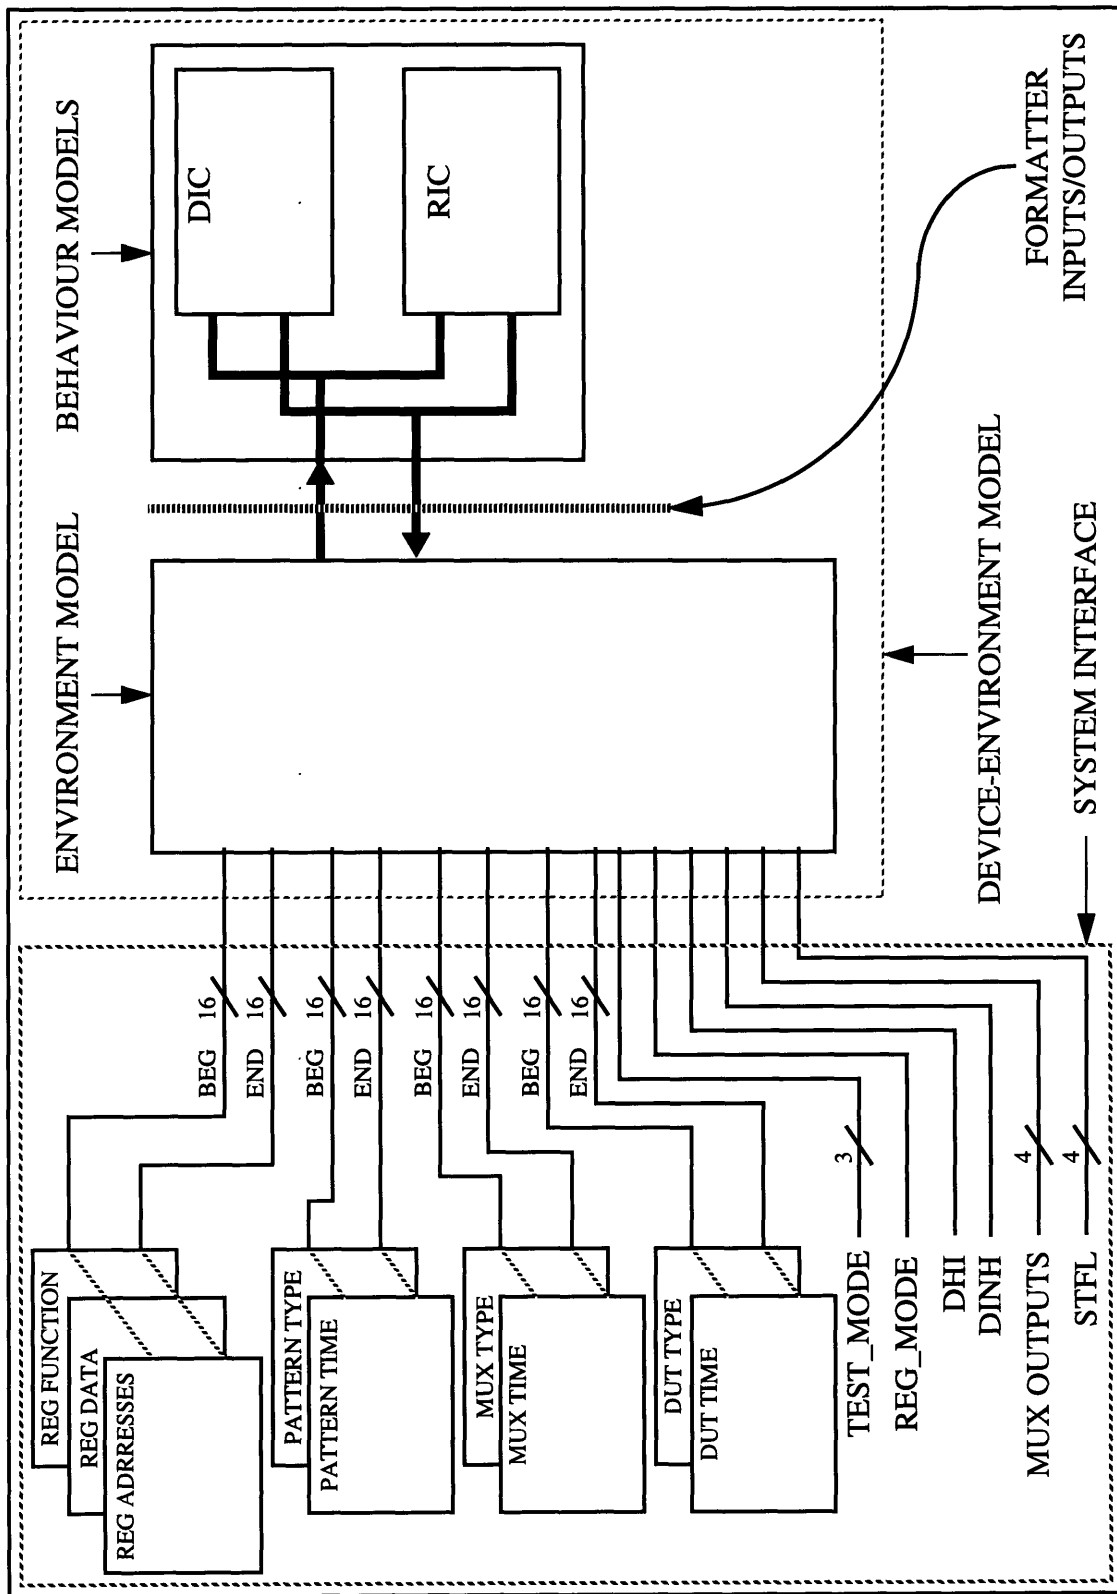 REG FUNCTION
REG DATA
REG ADRRESSES
PATTERN TYPE
PATTERN TIME
MUX TYPE
MUX TIME
DUT TYPE
DUT TIME
TEST_MODE
REG_MODE
DHI
DINH
MUX OUTPUTS
STFL
BEG 16
END 16
BEG 16
END 16
BEG 16
END 16
BEG 16
END 16
3
4
4
ENVIRONMENT MODEL
BEHAVIOUR MODELS
DIC
RIC
DEVICE-ENVIRONMENT MODEL
SYSTEM INTERFACE
FORMATTER
INPUTS/OUTPUTS